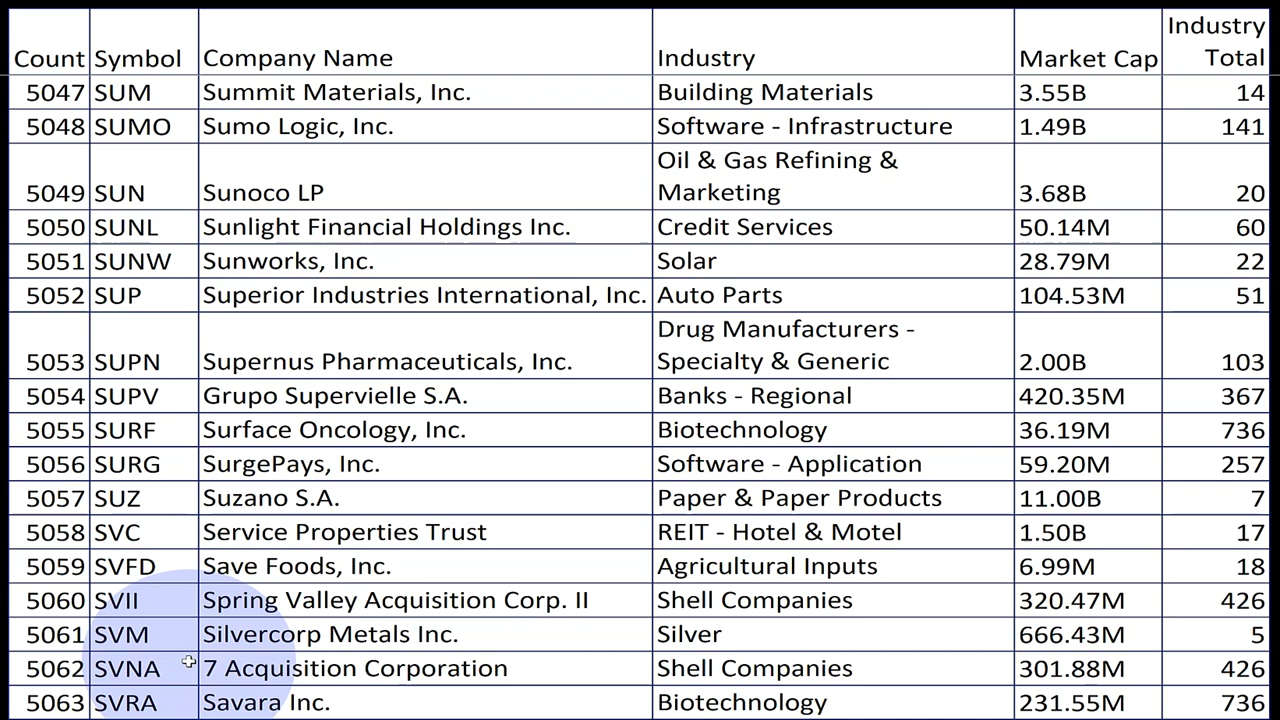 Count Symbol Company Name Industry Market Cap Industry Total
5047 SUM Summit Materials, Inc. Building Materials 3.55B 14
5048 SUMO Sumo Logic, Inc. Software - Infrastructure 1.49B 141
5049 SUN Sunoco LP Oil & Gas Refining & Marketing 3.68B 20
5050 SUNL Sunlight Financial Holdings Inc. Credit Services 50.14M 60
5051 SUNW Sunworks, Inc. Solar 28.79M 22
5052 SUP Superior Industries International, Inc. Auto Parts 104.53M 51
5053 SUPN Supernus Pharmaceuticals, Inc. Drug Manufacturers - Specialty & Generic 2.00B 103
5054 SUPV Grupo Supervielle S.A. Banks - Regional 420.35M 367
5055 SURF Surface Oncology, Inc. Biotechnology 36.19M 736
5056 SURG SurgePays, Inc. Software - Application 59.20M 257
5057 SUZ Suzano S.A. Paper & Paper Products 11.00B 7
5058 SVC Service Properties Trust REIT - Hotel & Motel 1.50B 17
5059 SVFD Save Foods, Inc. Agricultural Inputs 6.99M 18
5060 SVII Spring Valley Acquisition Corp. II Shell Companies 320.47M 426
5061 SVM Silvercorp Metals Inc. Silver 666.43M 5
5062 SVNA 7 Acquisition Corporation Shell Companies 301.88M 426
5063 SVRA Savara Inc. Biotechnology 231.55M 736